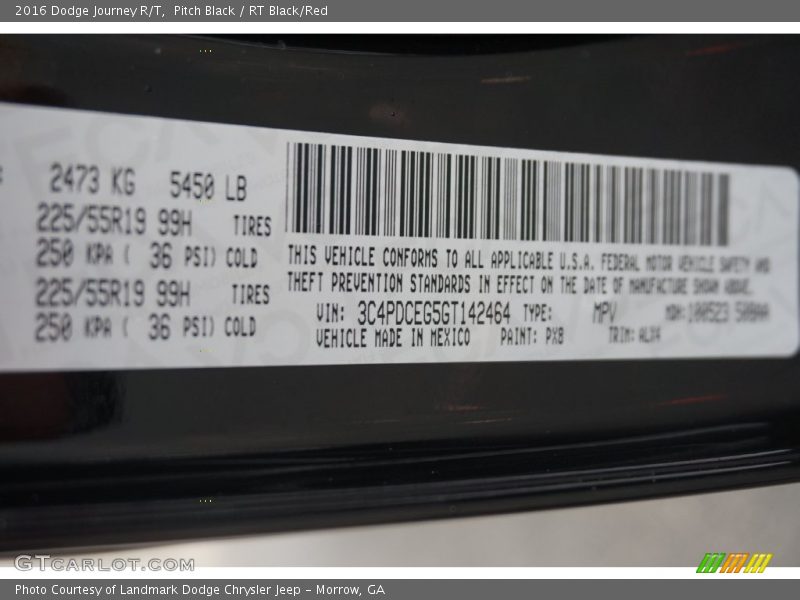 2016 Dodge Journey R/T, Pitch Black / RT Black/Red
2473 KG 5450 LB
225/55R19 99H TIRES
250 KPA ( 36 PSI) COLD
225/55R19 99H TIRES
250 KPA ( 36 PSI) COLD
THIS VEHICLE CONFORMS TO ALL APPLICABLE U.S.A. FEDERAL MOTOR VEHICLE SAFETY AND
THEFT PREVENTION STANDARDS IN EFFECT ON THE DATE OF MANUFACTURE SHOWN ABOVE.
VIN: 3C4PDCEG5GT142464 TYPE: MPV MDH: 100523
VEHICLE MADE IN MEXICO PAINT: PX8 TRIM:
GTCARLOT.COM
Photo Courtesy of Landmark Dodge Chrysler Jeep – Morrow, GA